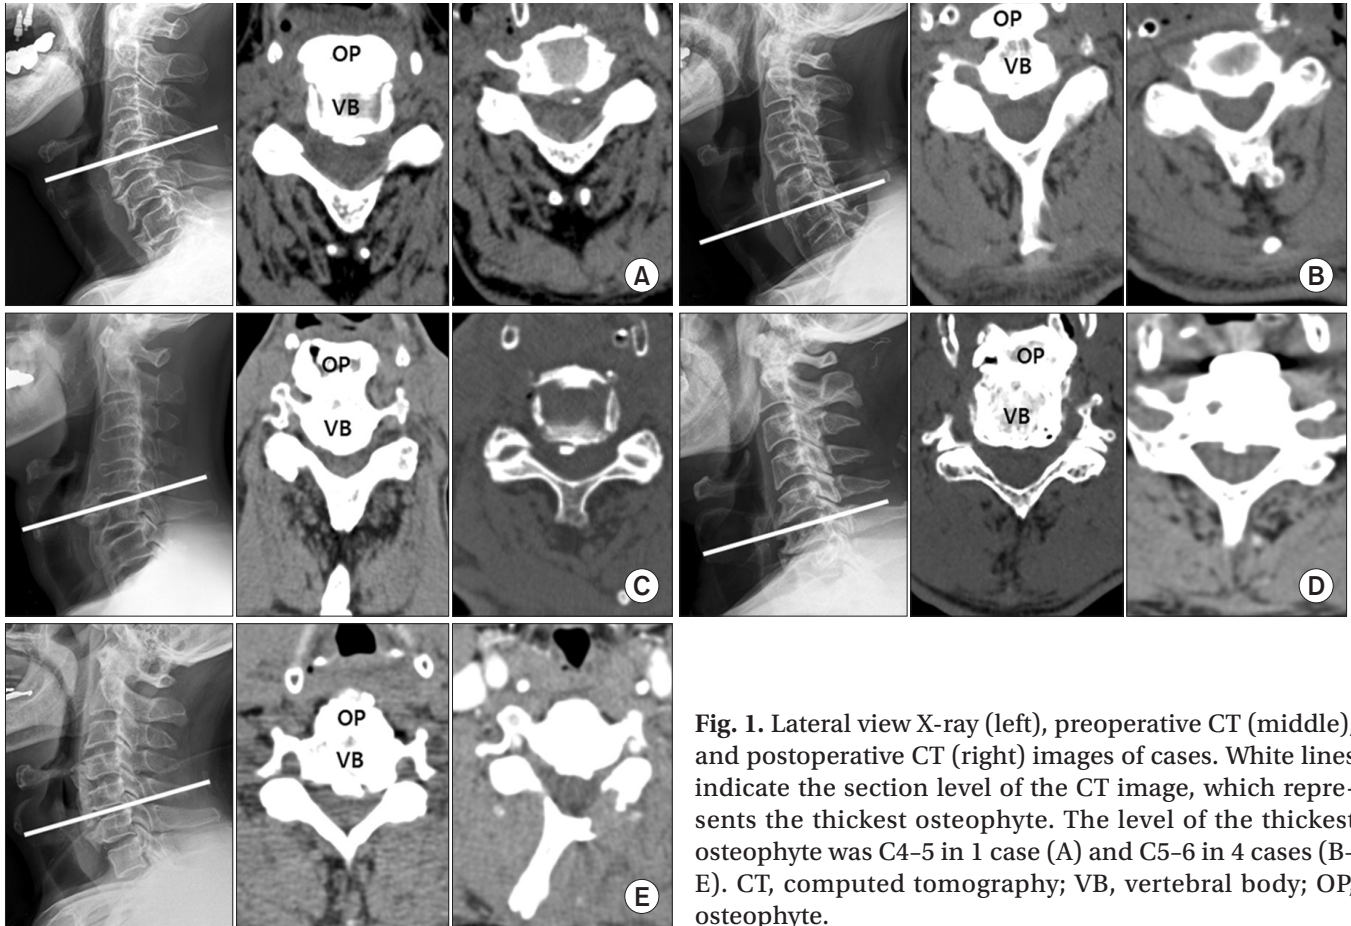 OP
VB
A
OP
VB
B
OP
VB
C
OP
VB
D
OP
VB
E
Fig. 1. Lateral view X-ray (left), preoperative CT (middle),
and postoperative CT (right) images of cases. White lines
indicate the section level of the CT image, which repre-
sents the thickest osteophyte. The level of the thickest
osteophyte was C4–5 in 1 case (A) and C5–6 in 4 cases (B-
E). CT, computed tomography; VB, vertebral body; OP,
osteophyte.